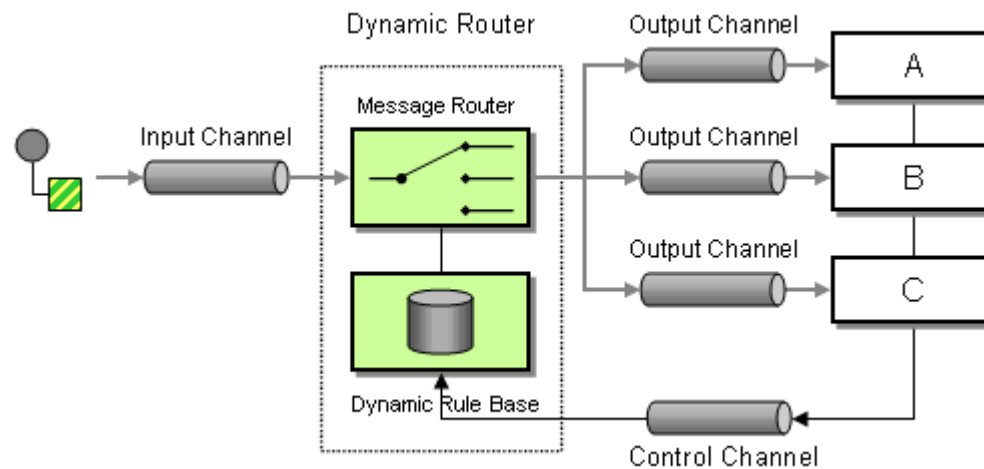 Output Channel
Dynamic Router
A
Message Router
Input Channel
Output Channel
B
Output Channel
C
Dynamic Rule Base
Control Channel